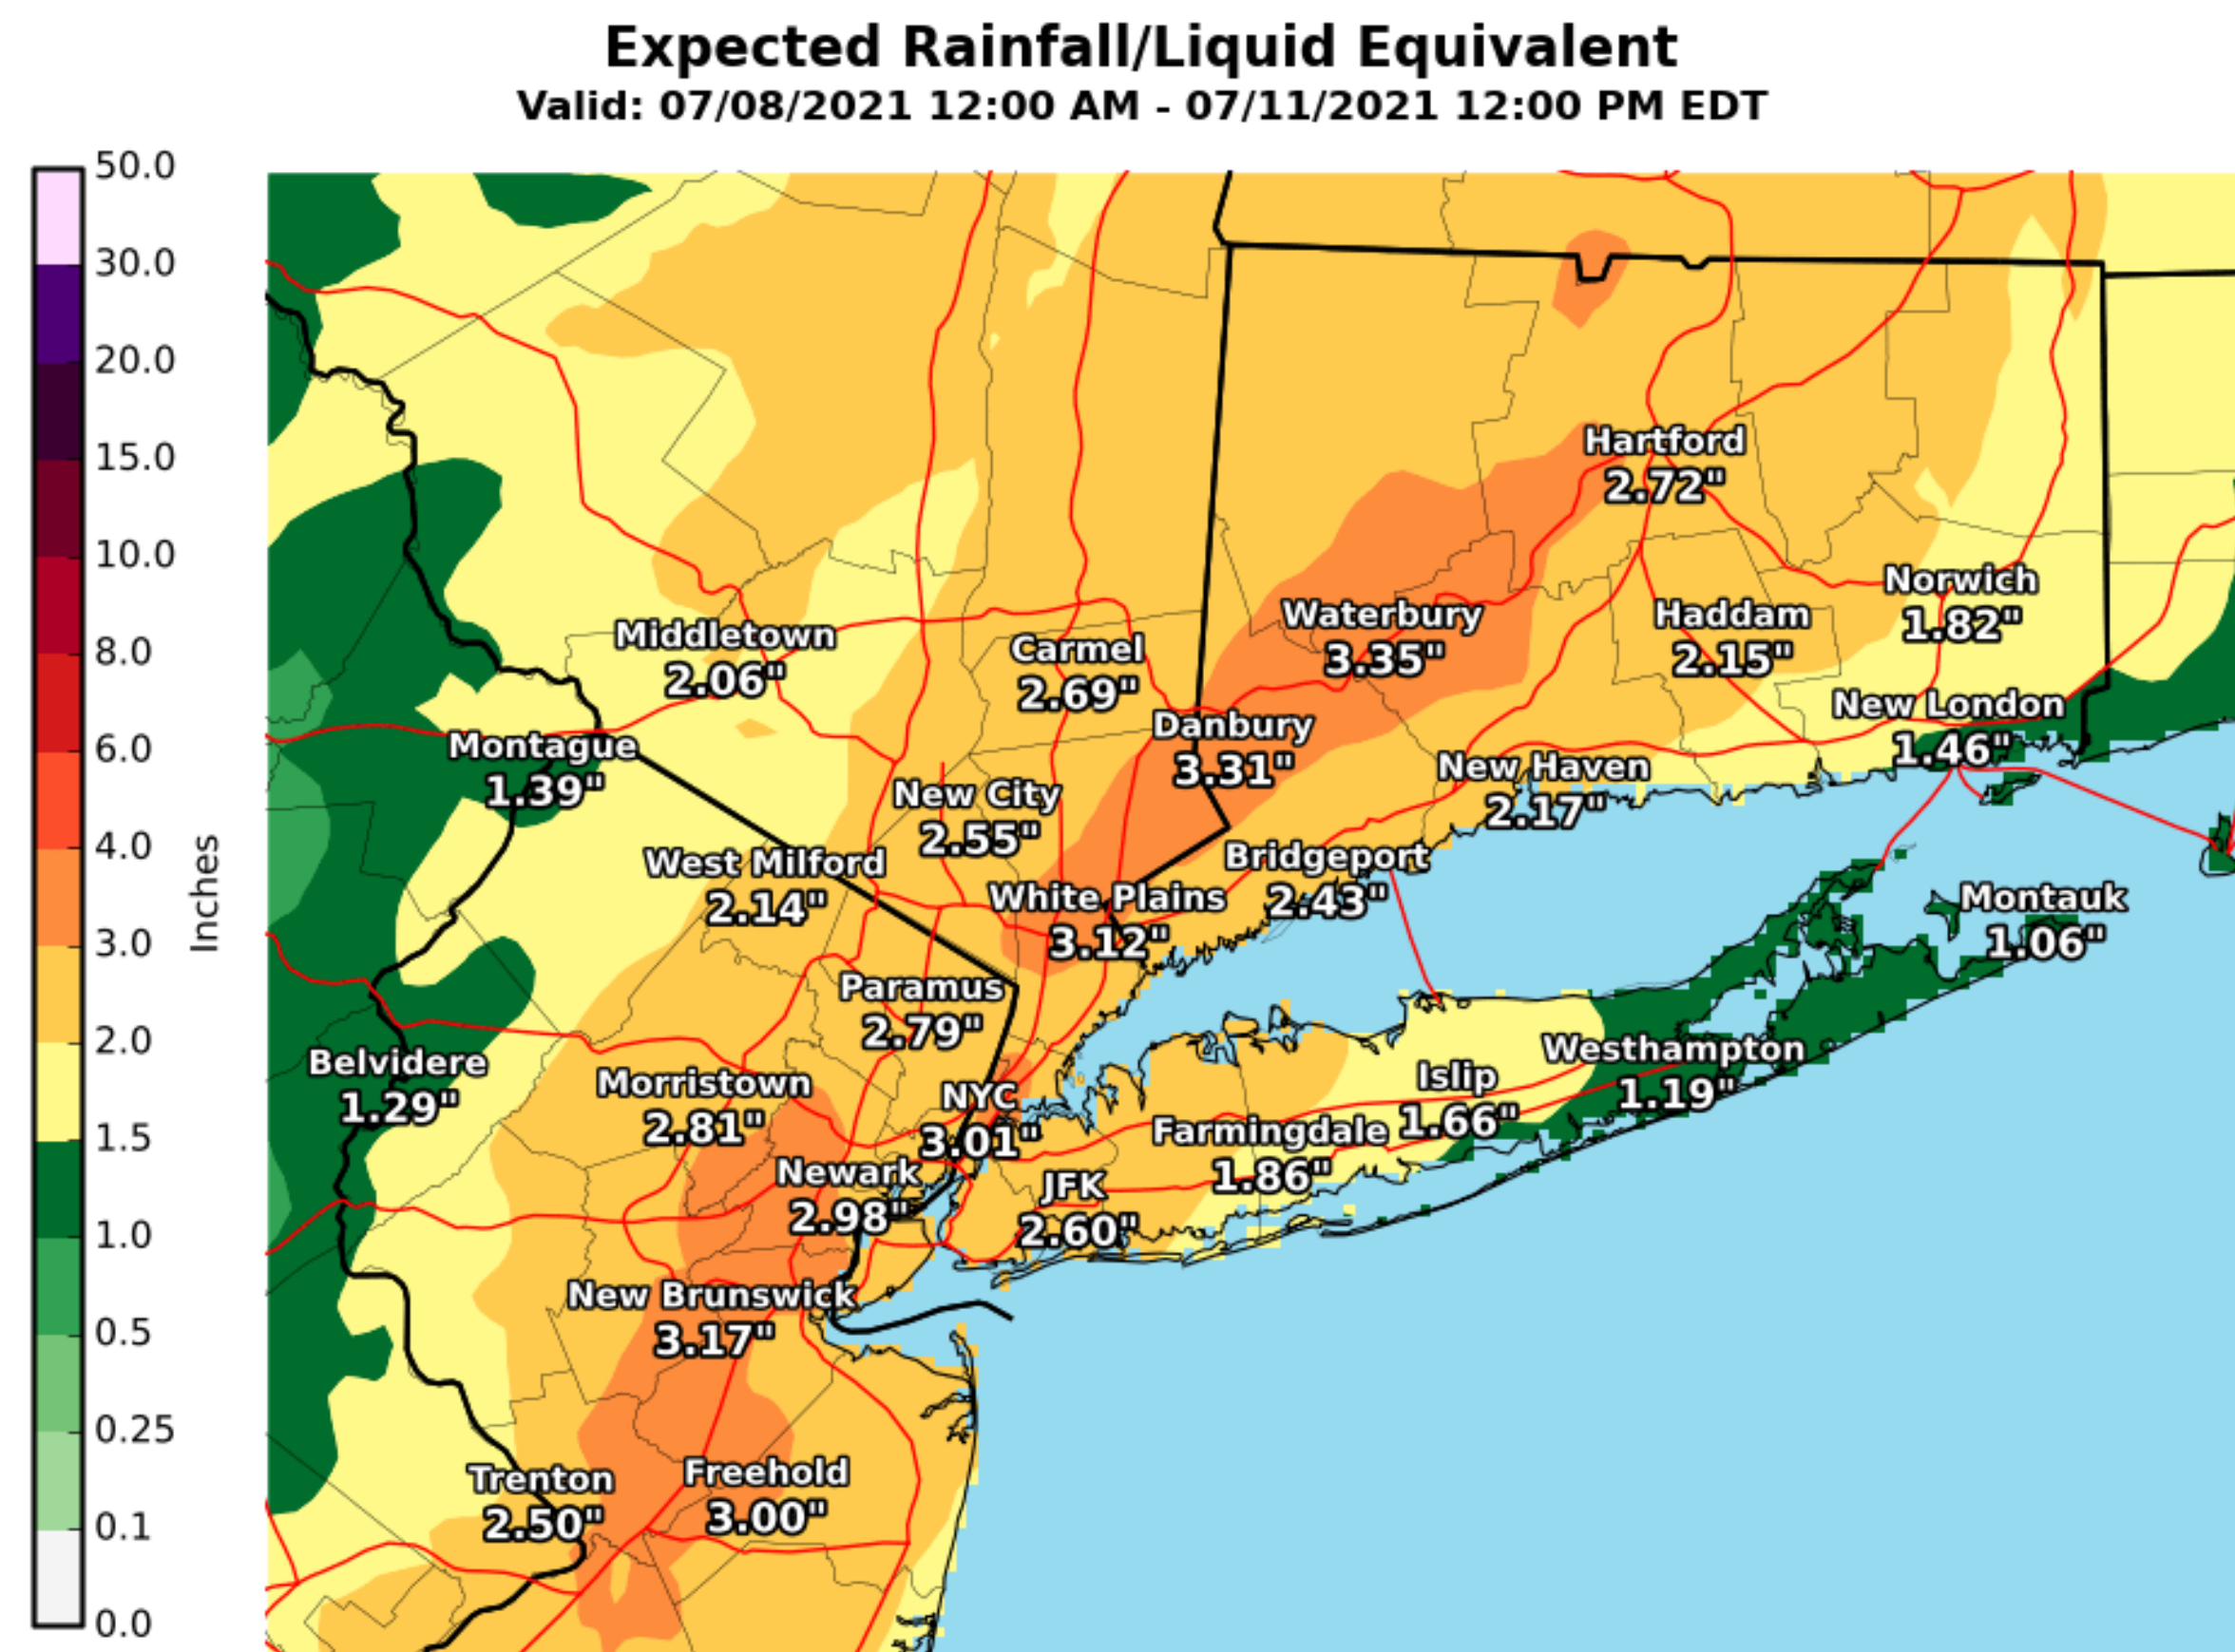 Expected Rainfall/Liquid Equivalent
Valid: 07/08/2021 12:00 AM - 07/11/2021 12:00 PM EDT
50.0
30.0
20.0
15.0
10.0
8.0
6.0
4.0
3.0
2.0
1.5
1.0
0.5
0.25
0.1
0.0
Inches
Hartford
2.72"
Norwich
1.82"
Waterbury
3.35"
Haddam
2.15"
Middletown
2.06"
Carmel
2.69"
New London
1.46"
Danbury
3.31"
Montague
1.39"
New Haven
2.17"
New City
2.55"
Bridgeport
2.43"
West Milford
2.14"
White Plains
3.12"
Montauk
1.06"
Paramus
2.79"
Westhampton
1.19"
Belvidere
1.29"
Islip
1.66"
Morristown
2.81"
NYC
3.01"
Farmingdale
1.86"
Newark
2.98"
JFK
2.60"
New Brunswick
3.17"
Freehold
3.00"
Trenton
2.50"